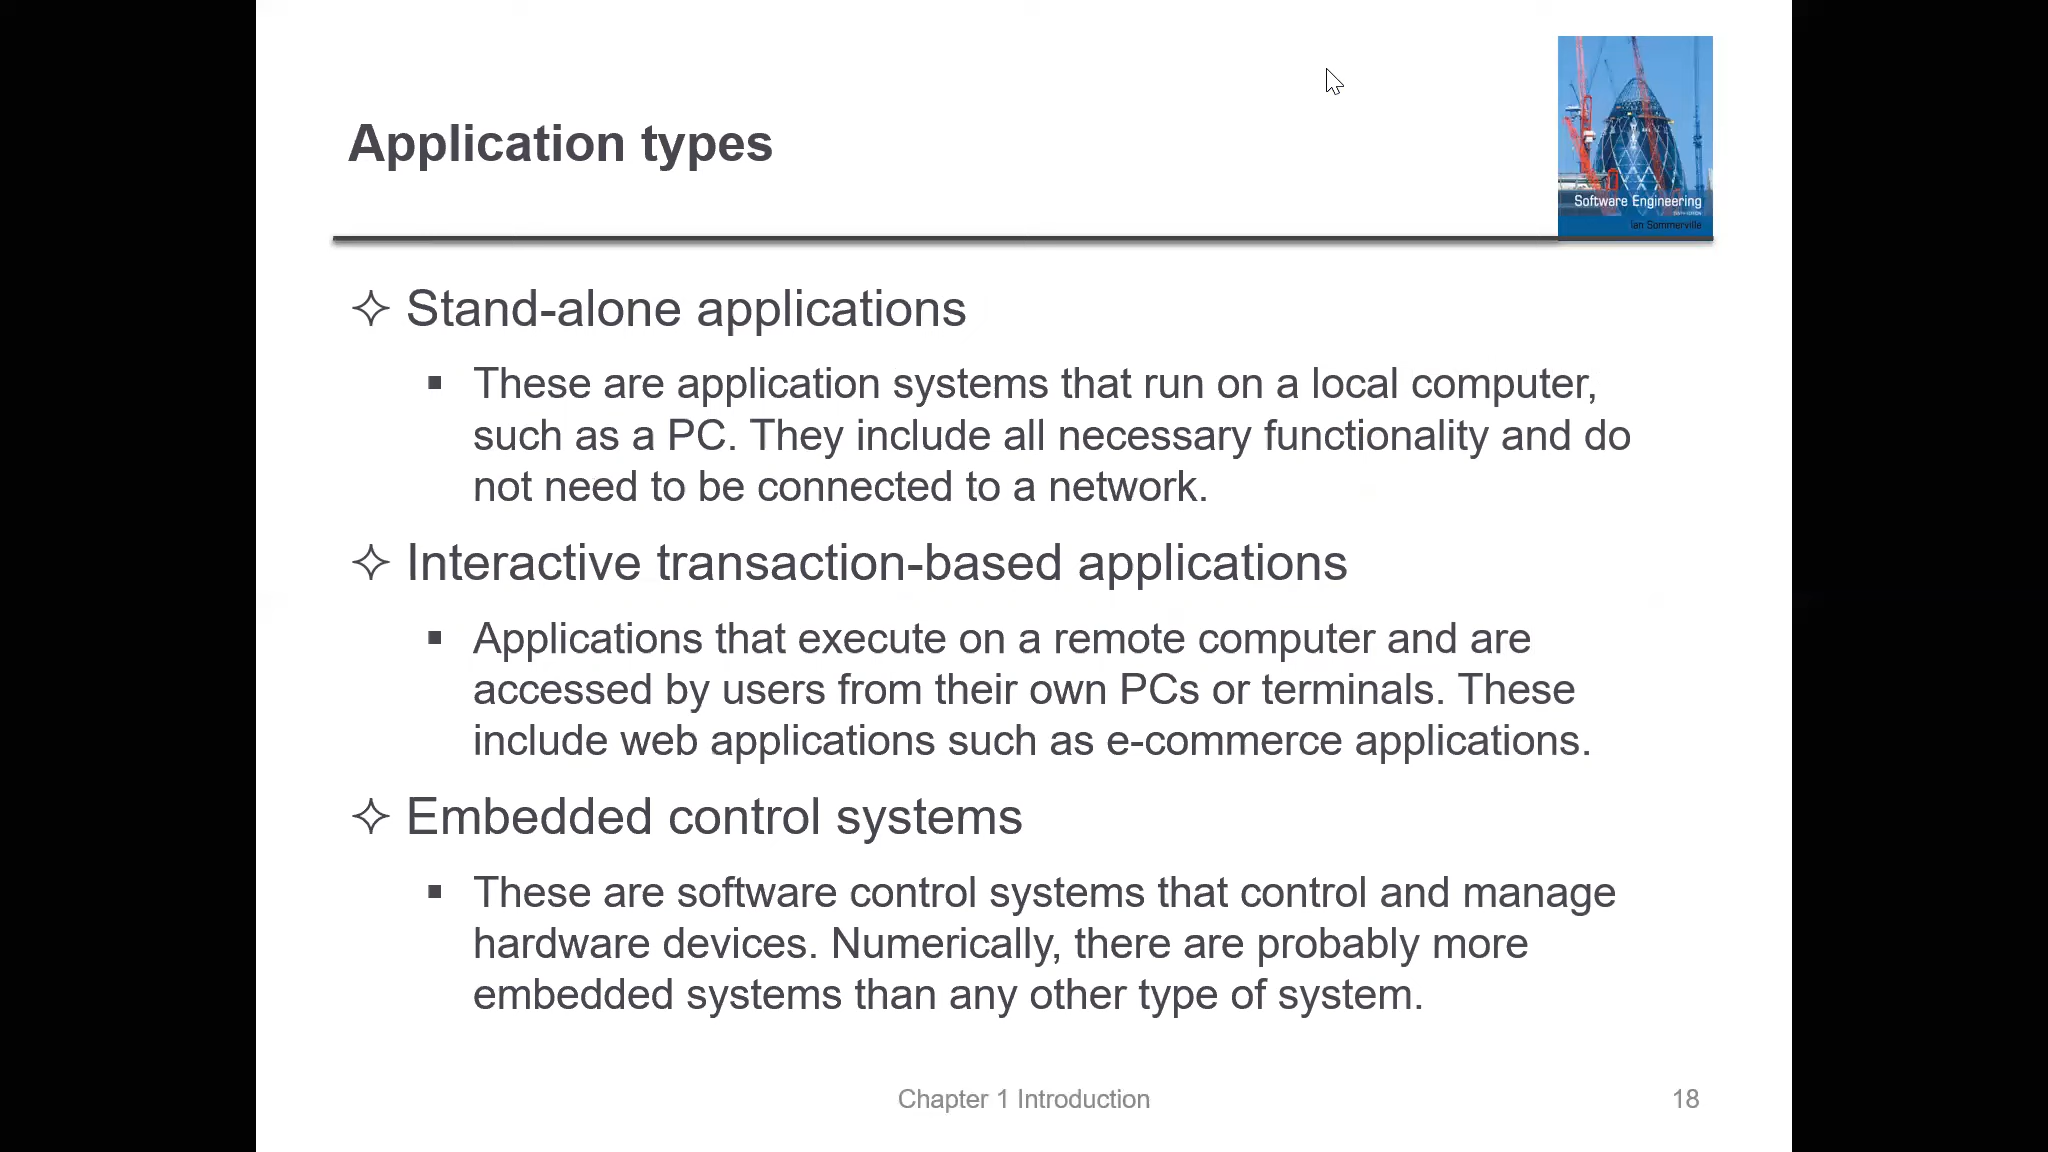 Application types
Software Engineering
Ian Sommerville
✧ Stand-alone applications
▪ These are application systems that run on a local computer,
such as a PC. They include all necessary functionality and do
not need to be connected to a network.
✧ Interactive transaction-based applications
▪ Applications that execute on a remote computer and are
accessed by users from their own PCs or terminals. These
include web applications such as e-commerce applications.
✧ Embedded control systems
▪ These are software control systems that control and manage
hardware devices. Numerically, there are probably more
embedded systems than any other type of system.
Chapter 1 Introduction
18